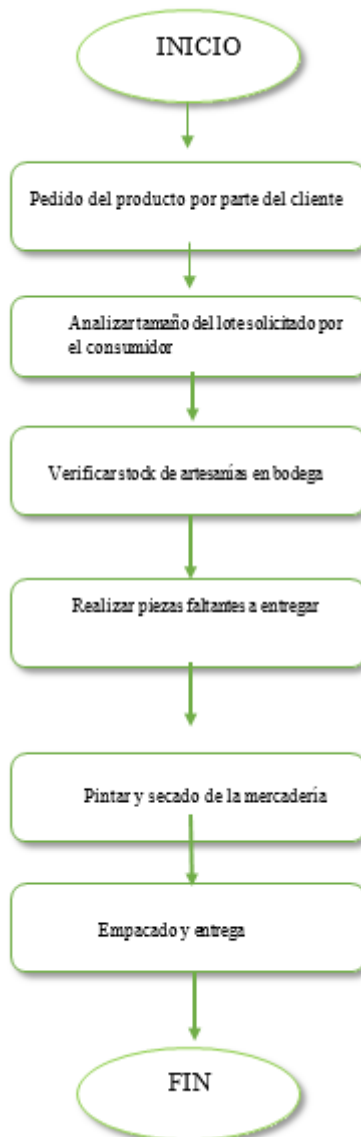 INICIO
Pedido del producto por parte del cliente
Analizar tamaño del lote solicitado por
el consumidor
Verificar stock de artesanías en bodega
Realizar piezas faltantes a entregar
Pintar y secado de la mercadería
Empacado y entrega
FIN